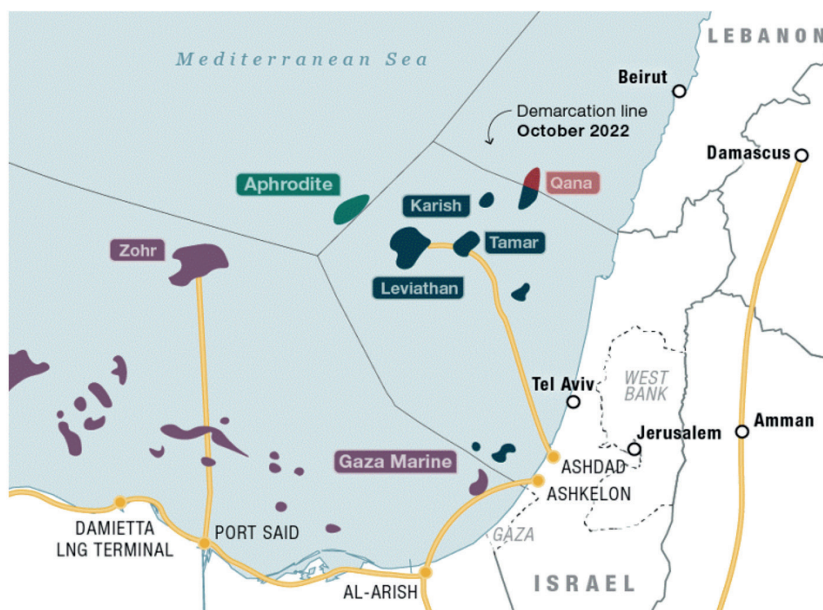 LEBANON
Mediterranean Sea
Beirut
Demarcation line
October 2022
Damascus
Aphrodite
Qana
Karish
Zohr
Tamar
Leviathan
Tel Aviv
WEST
BANK
Jerusalem
Amman
Gaza Marine
ASHDAD
ASHKELON
DAMIETTA
LNG TERMINAL
PORT SAID
GAZA
AL-ARISH
ISRAEL